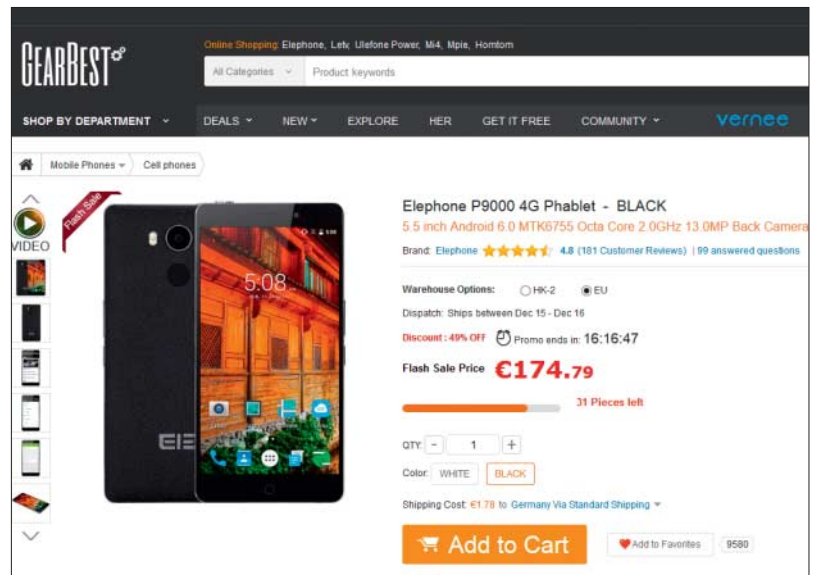 GEARBEST
Online Shopping: Elephone, Letv, Ulefone Power, Mi4, Mpie, Homtom
All Categories Product keywords
SHOP BY DEPARTMENT DEALS NEW EXPLORE HER GET IT FREE COMMUNITY vernee
Mobile Phones Cell phones
VIDEO
Flash Sale
5:08
Elephone P9000 4G Phablet - BLACK
5.5 inch Android 6.0 MTK6755 Octa Core 2.0GHz 13.0MP Back Camera
Brand: Elephone 4.8 (181 Customer Reviews) | 99 answered questions
Warehouse Options: HK-2 EU
Dispatch: Ships between Dec 15 - Dec 16
Discount : 49% OFF Promo ends in: 16:16:47
Flash Sale Price €174.79
31 Pieces left
QTY: - 1 +
Color: WHITE BLACK
Shipping Cost: €1.78 to Germany Via Standard Shipping
Add to Cart Add to Favorites 9580